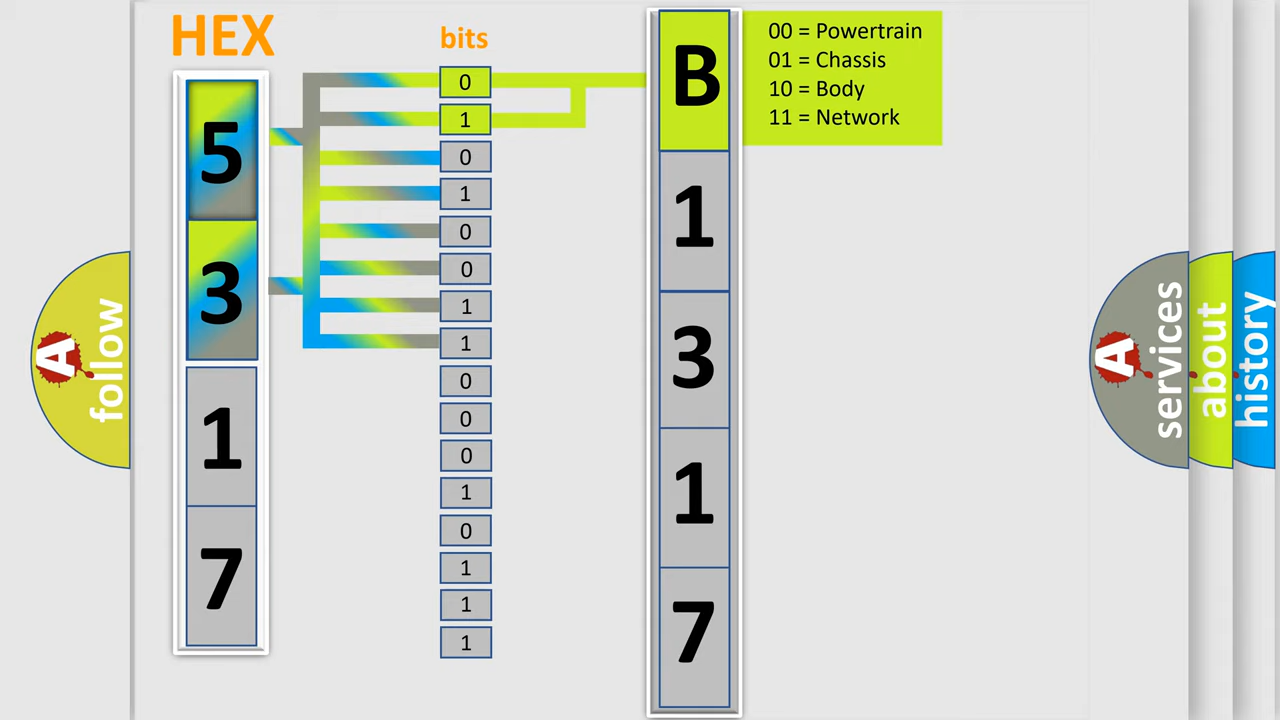 HEX
bits
5
3
1
7
0
1
0
1
0
0
1
1
0
0
0
1
0
1
1
1
B
1
3
1
7
00 = Powertrain
01 = Chassis
10 = Body
11 = Network
A
follow
A
services
about
history